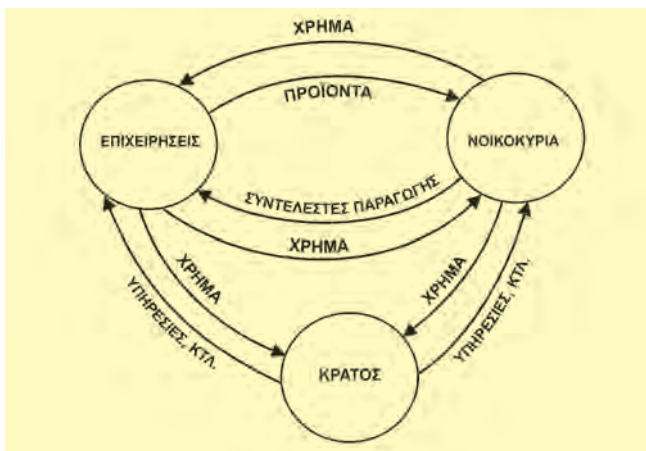 ΧΡΗΜΑ
ΠΡΟΪΟΝΤΑ
ΕΠΙΧΕΙΡΗΣΕΙΣ
ΝΟΙΚΟΚΥΡΙΑ
ΣΥΝΤΕΛΕΣΤΕΣ ΠΑΡΑΓΩΓΗΣ
ΧΡΗΜΑ
ΧΡΗΜΑ
ΧΡΗΜΑ
ΥΠΗΡΕΣΙΕΣ, ΚΤΛ.
ΥΠΗΡΕΣΙΕΣ, ΚΤΛ.
ΚΡΑΤΟΣ